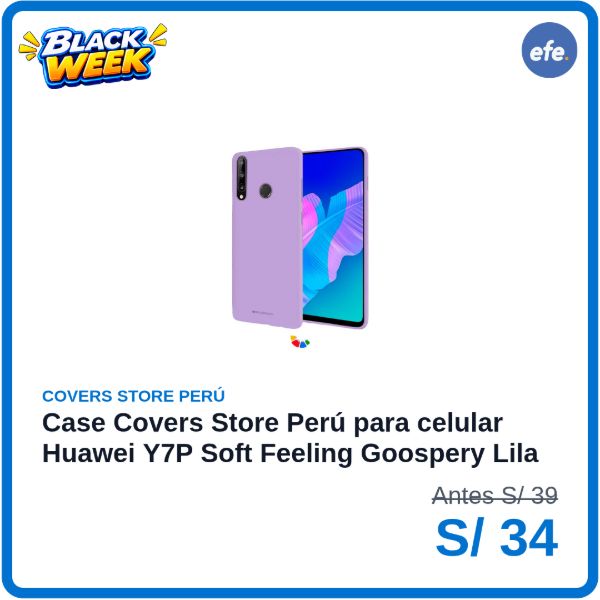 BLACK
WEEK
efe.
COVERS STORE PERÚ
Case Covers Store Perú para celular
Huawei Y7P Soft Feeling Goospery Lila
Antes S/ 39
S/ 34